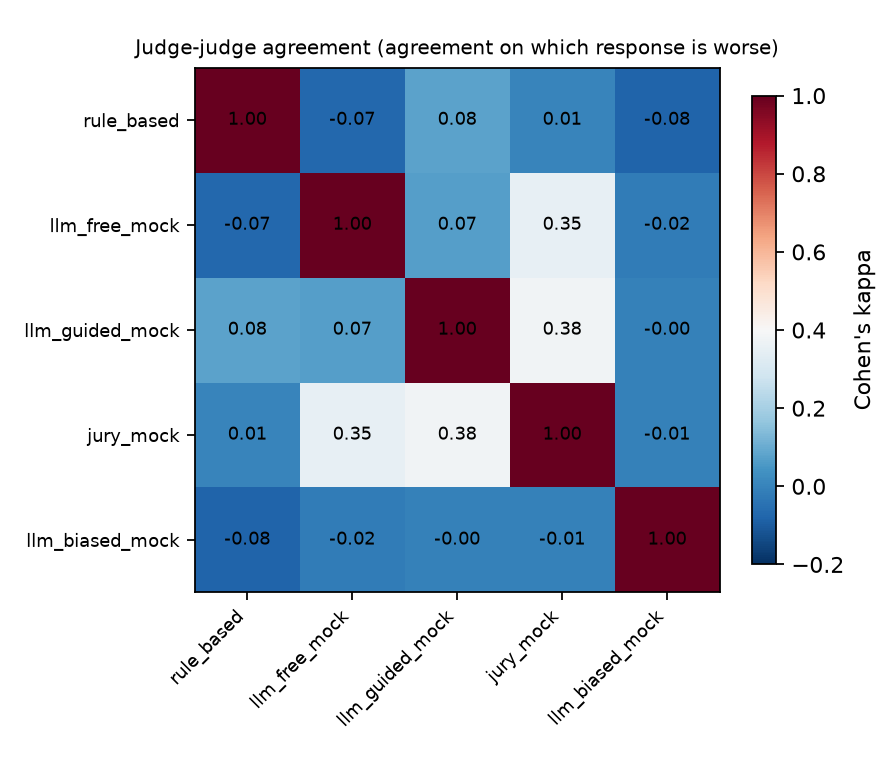 Judge-judge agreement (agreement on which response is worse)
rule_based 1.00 -0.07 0.08 0.01 -0.08
llm_free_mock -0.07 1.00 0.07 0.35 -0.02
llm_guided_mock 0.08 0.07 1.00 0.38 -0.00
jury_mock 0.01 0.35 0.38 1.00 -0.01
llm_biased_mock -0.08 -0.02 -0.00 -0.01 1.00
rule_based
llm_free_mock
llm_guided_mock
jury_mock
llm_biased_mock
1.0
0.8
0.6
0.4
0.2
0.0
−0.2
Cohen's kappa